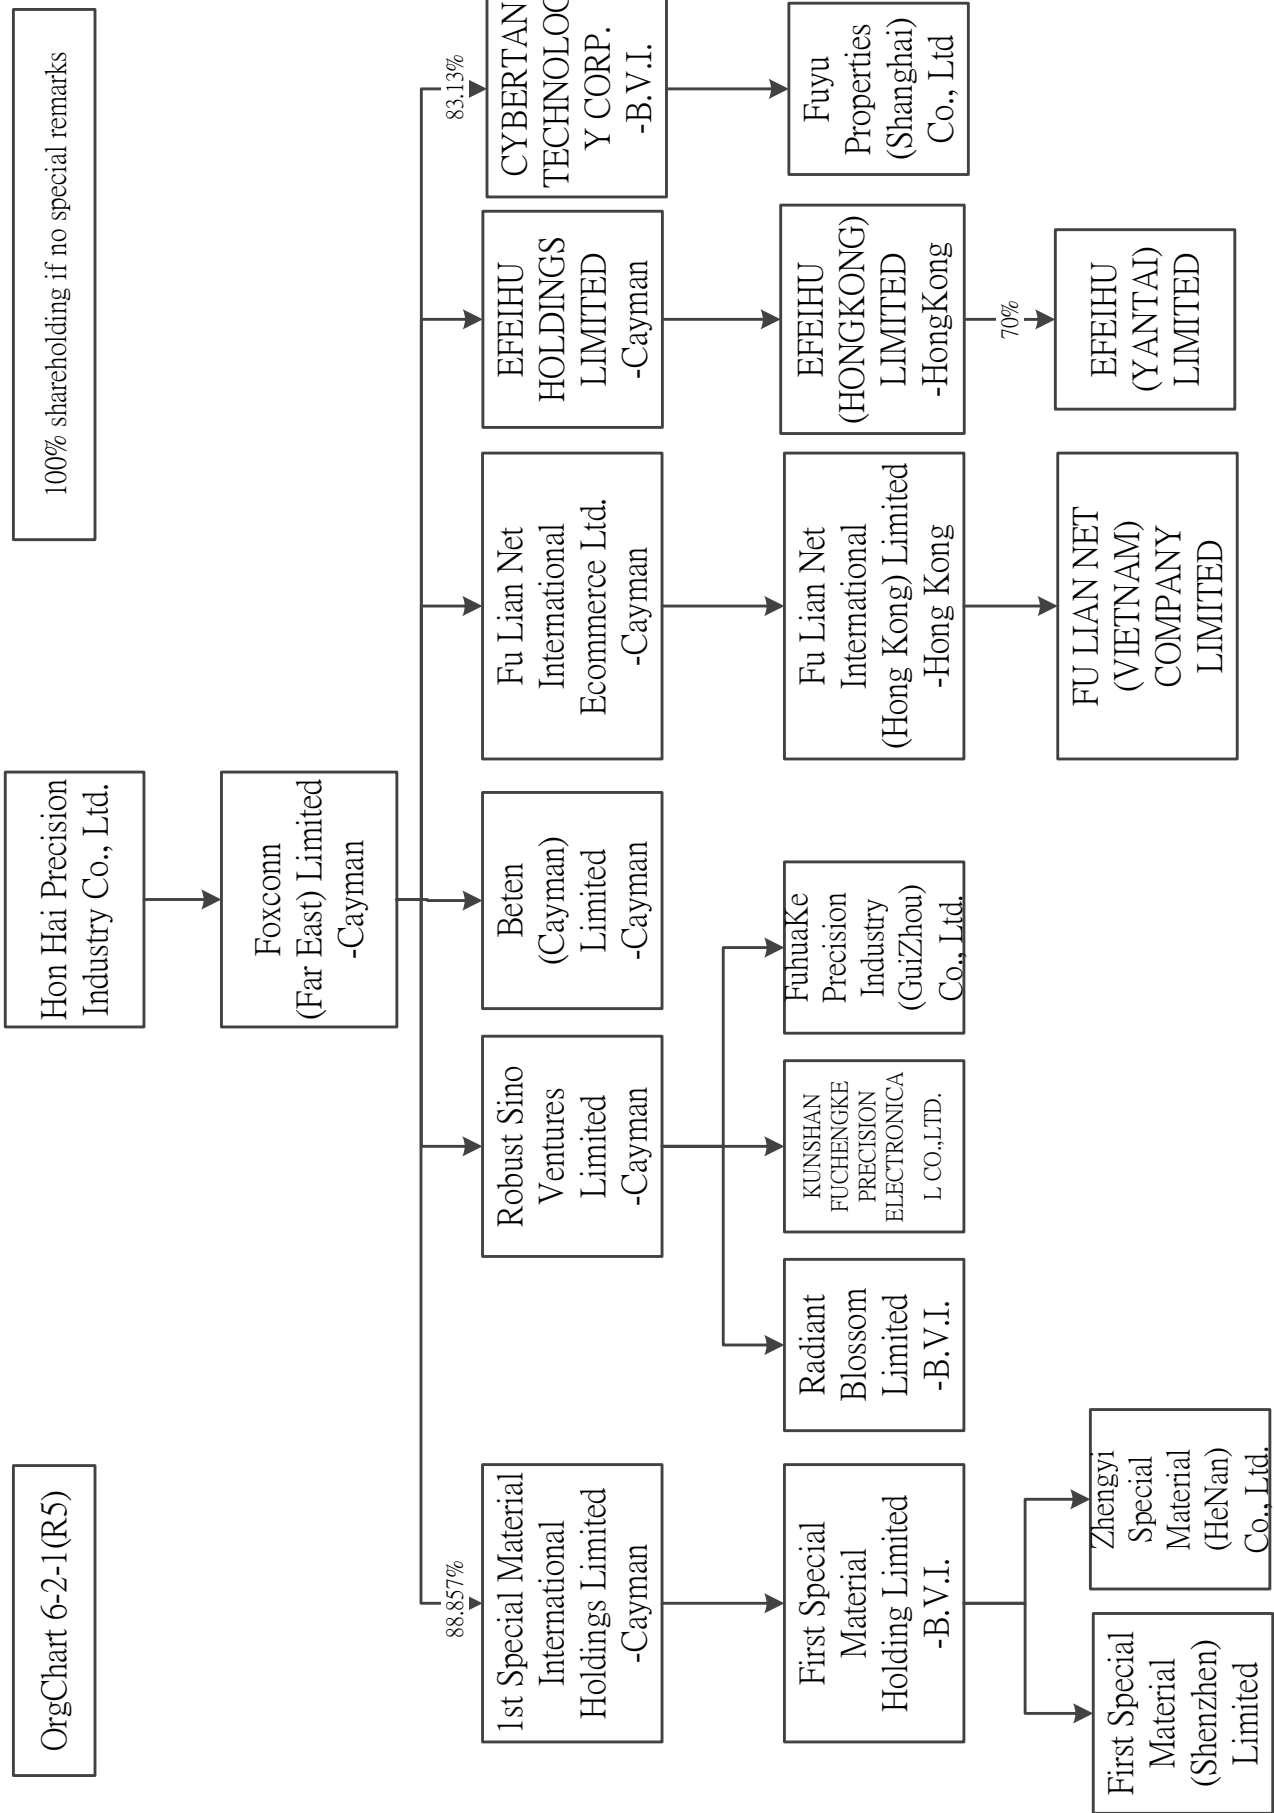 OrgChart 6-2-1(R5)
100% shareholding if no special remarks
Hon Hai Precision
Industry Co., Ltd.
Foxconn
(Far East) Limited
-Cayman
88.857%
83.13%
1st Special Material
International
Holdings Limited
-Cayman
Robust Sino
Ventures
Limited
-Cayman
Beten
(Cayman)
Limited
-Cayman
Fu Lian Net
International
Ecommerce Ltd.
-Cayman
EFEIHU
HOLDINGS
LIMITED
-Cayman
CYBERTAN
TECHNOLOG
Y CORP.
-B.V.I.
First Special
Material
Holding Limited
-B.V.I.
Radiant
Blossom
Limited
-B.V.I.
KUNSHAN
FUCHENGKE
PRECISION
ELECTRONICA
L CO.,LTD.
FuhuaKe
Precision
Industry
(GuiZhou)
Co., Ltd.
Fu Lian Net
International
(Hong Kong) Limited
-Hong Kong
EFEIHU
(HONGKONG)
LIMITED
-HongKong
Fuyu
Properties
(Shanghai)
Co., Ltd
70%
First Special
Material
(Shenzhen)
Limited
Zhengyi
Special
Material
(HeNan)
Co., Ltd.
FU LIAN NET
(VIETNAM)
COMPANY
LIMITED
EFEIHU
(YANTAI)
LIMITED